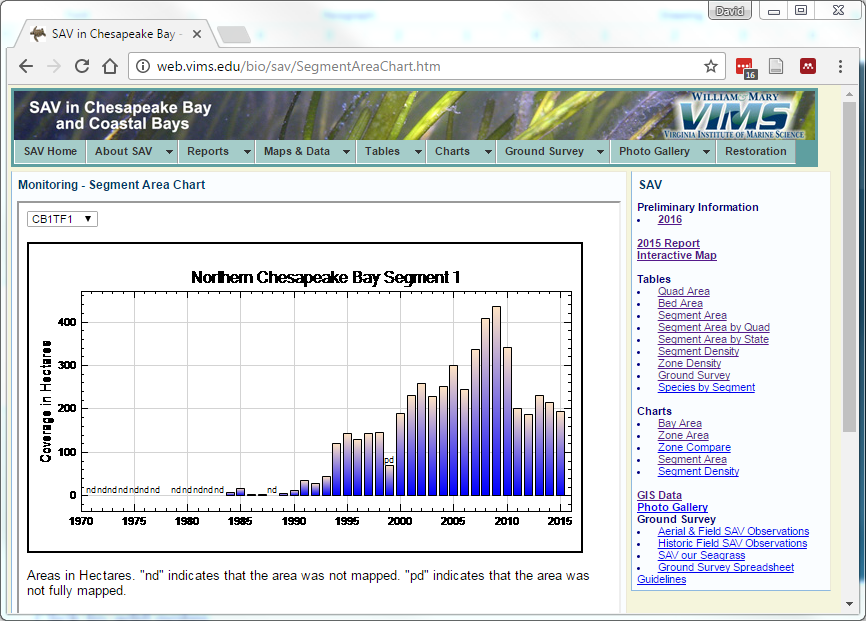 David
SAV in Chesapeake Bay -
web.vims.edu/bio/sav/SegmentAreaChart.htm
16
SAV in Chesapeake Bay
and Coastal Bays
WILLIAM & MARY
VIMS
VIRGINIA INSTITUTE OF MARINE SCIENCE
SAV Home About SAV Reports Maps & Data Tables Charts Ground Survey Photo Gallery Restoration
Monitoring - Segment Area Chart
CB1TF1
Northern Chesapeake Bay Segment 1
Coverage in Hectares
400
300
200
100
0
nd nd nd nd nd nd nd nd nd nd nd nd nd pd
1970 1975 1980 1985 1990 1995 2000 2005 2010 2015
Areas in Hectares. "nd" indicates that the area was not mapped. "pd" indicates that the area was
not fully mapped.
SAV
Preliminary Information
2016
2015 Report
Interactive Map
Tables
Quad Area
Bed Area
Segment Area
Segment Area by Quad
Segment Area by State
Segment Density
Zone Density
Ground Survey
Species by Segment
Charts
Bay Area
Zone Area
Zone Compare
Segment Area
Segment Density
GIS Data
Photo Gallery
Ground Survey
Aerial & Field SAV Observations
Historic Field SAV Observations
SAV our Seagrass
Ground Survey Spreadsheet
Guidelines